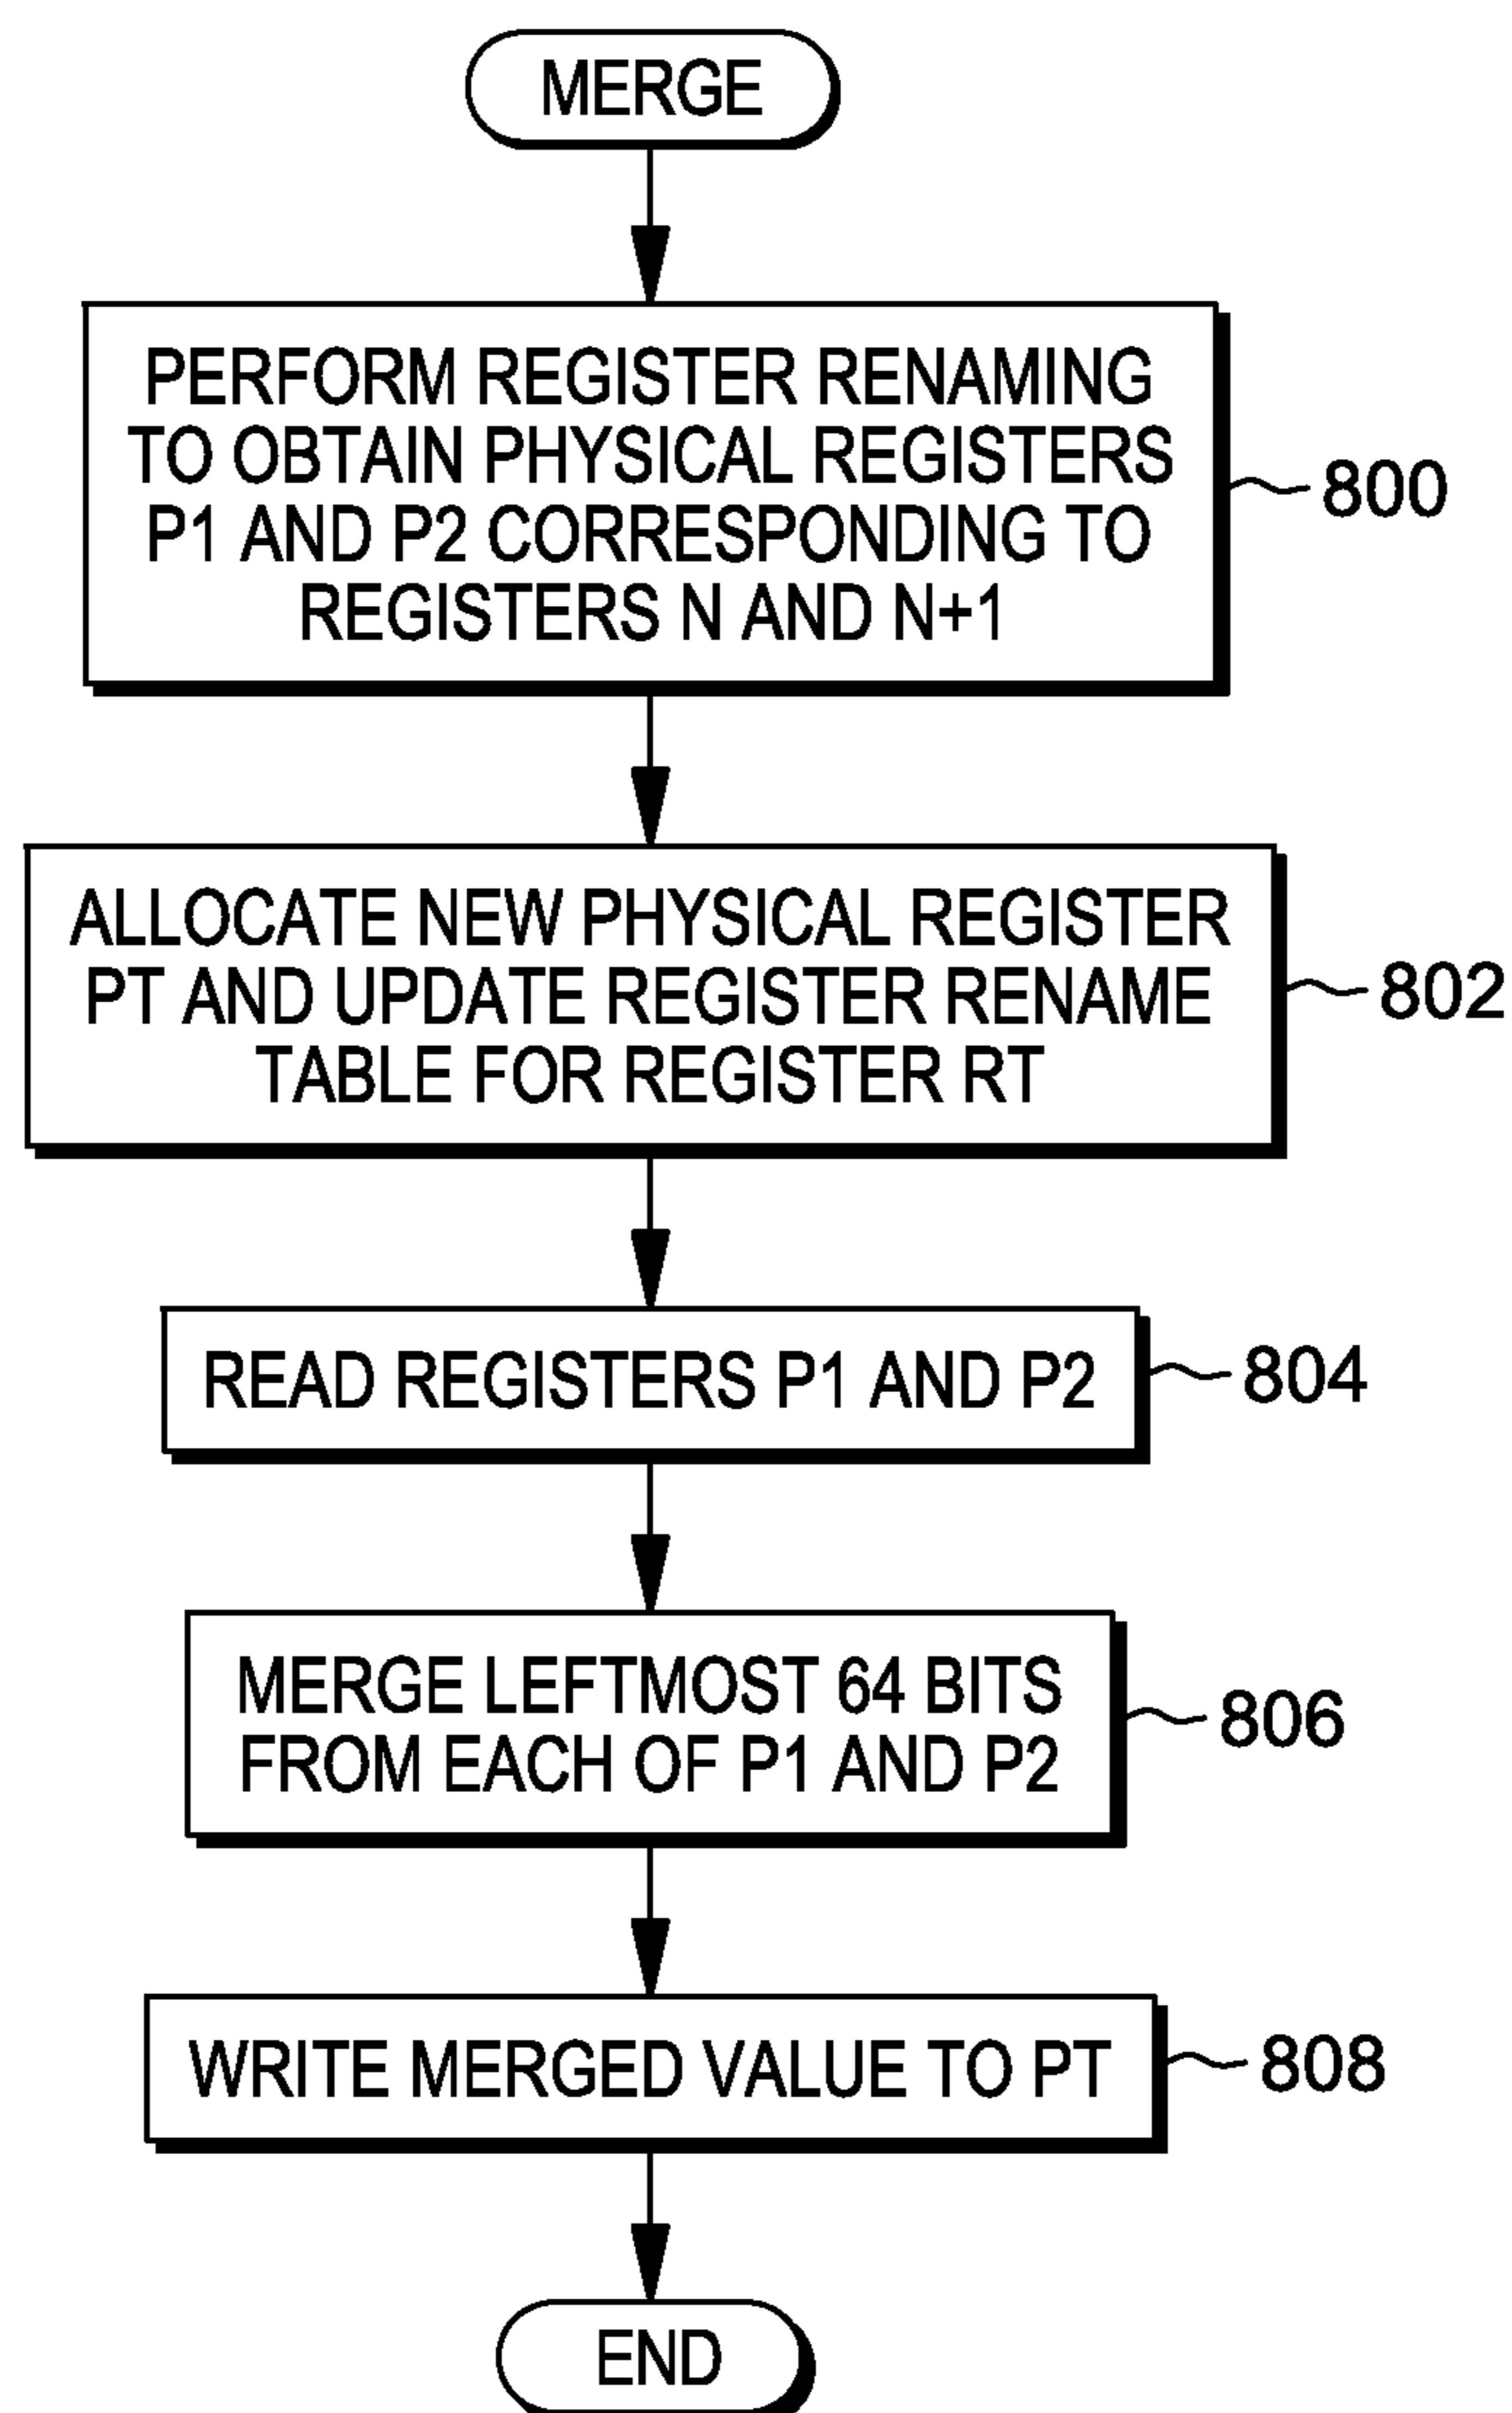 MERGE
PERFORM REGISTER RENAMING
TO OBTAIN PHYSICAL REGISTERS
P1 AND P2 CORRESPONDING TO
REGISTERS N AND N+1
800
ALLOCATE NEW PHYSICAL REGISTER
PT AND UPDATE REGISTER RENAME
TABLE FOR REGISTER RT
802
READ REGISTERS P1 AND P2
804
MERGE LEFTMOST 64 BITS
FROM EACH OF P1 AND P2
806
WRITE MERGED VALUE TO PT
808
END